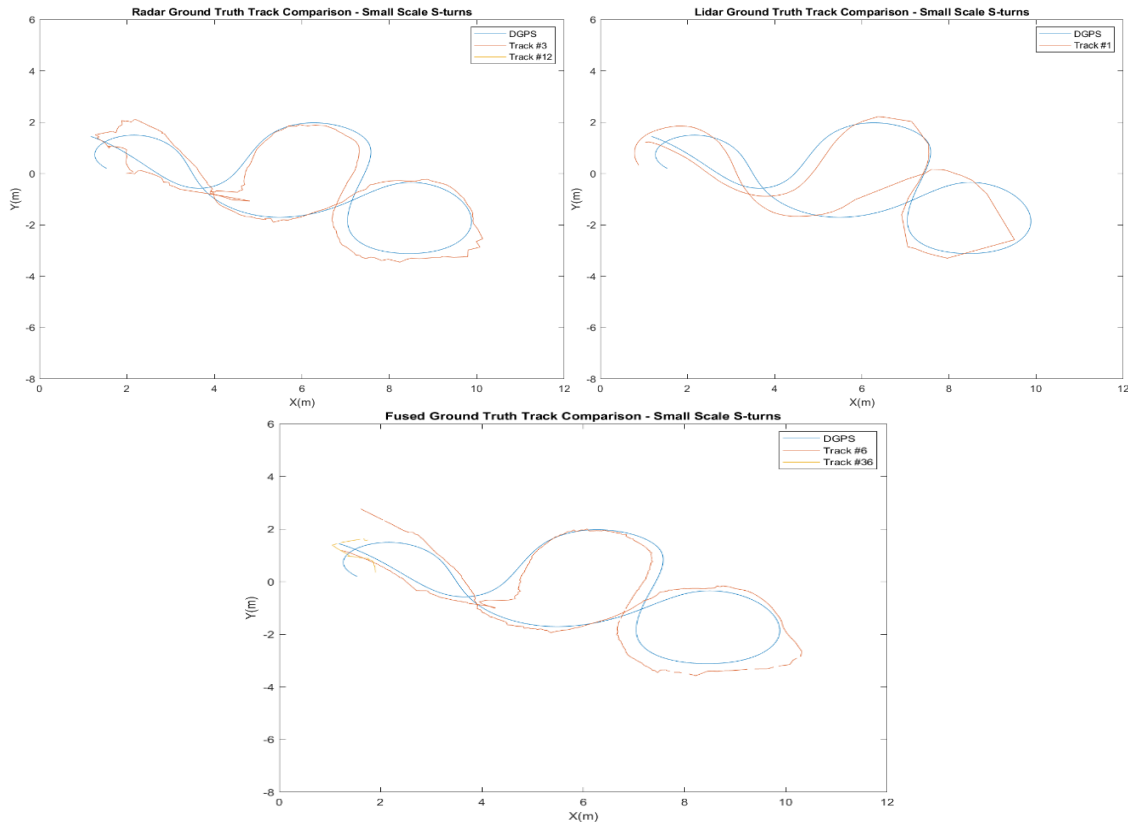 Radar Ground Truth Track Comparison - Small Scale S-turns
DGPS
Track #3
Track #12
Y(m)
6
4
2
0
-2
-4
-6
-8
0 2 4 6 8 10 12
X(m)
Lidar Ground Truth Track Comparison - Small Scale S-turns
DGPS
Track #1
Y(m)
6
4
2
0
-2
-4
-6
-8
0 2 4 6 8 10 12
X(m)
Fused Ground Truth Track Comparison - Small Scale S-turns
DGPS
Track #6
Track #36
Y(m)
6
4
2
0
-2
-4
-6
-8
0 2 4 6 8 10 12
X(m)